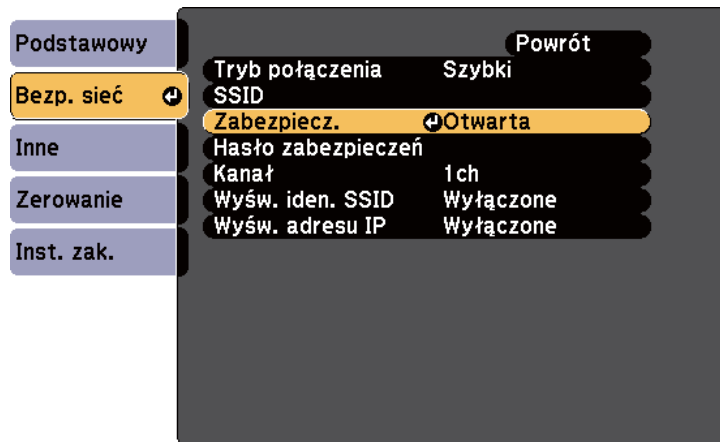 Podstawowy
Bezp. sieć
Inne
Zerowanie
Inst. zak.
Powrót
Tryb połączenia Szybki
SSID
Zabezpiecz. Otwarta
Hasło zabezpieczeń
Kanał 1ch
Wyśw. iden. SSID Wyłączone
Wyśw. adresu IP Wyłączone